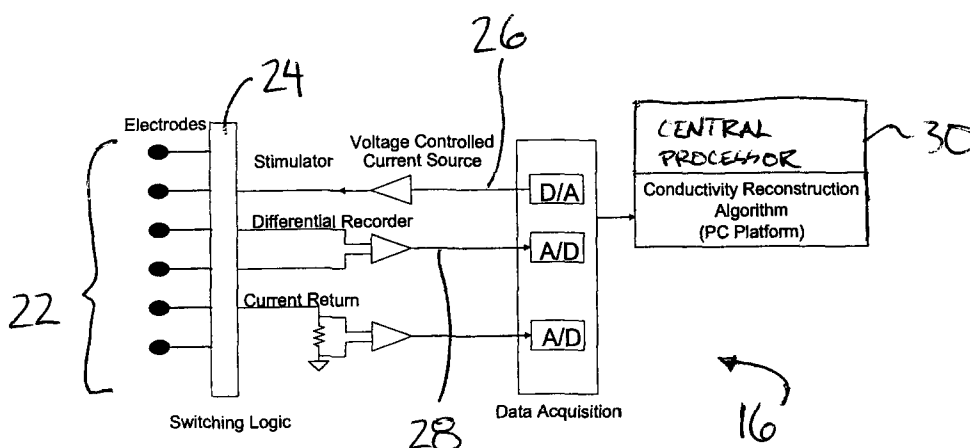 26
24
Electrodes
Stimulator
Voltage Controlled
Current Source
D/A
CENTRAL
PROCESSOR
30
Conductivity Reconstruction
Algorithm
(PC Platform)
22
Differential Recorder
A/D
Current Return
A/D
Switching Logic
28
Data Acquisition
16